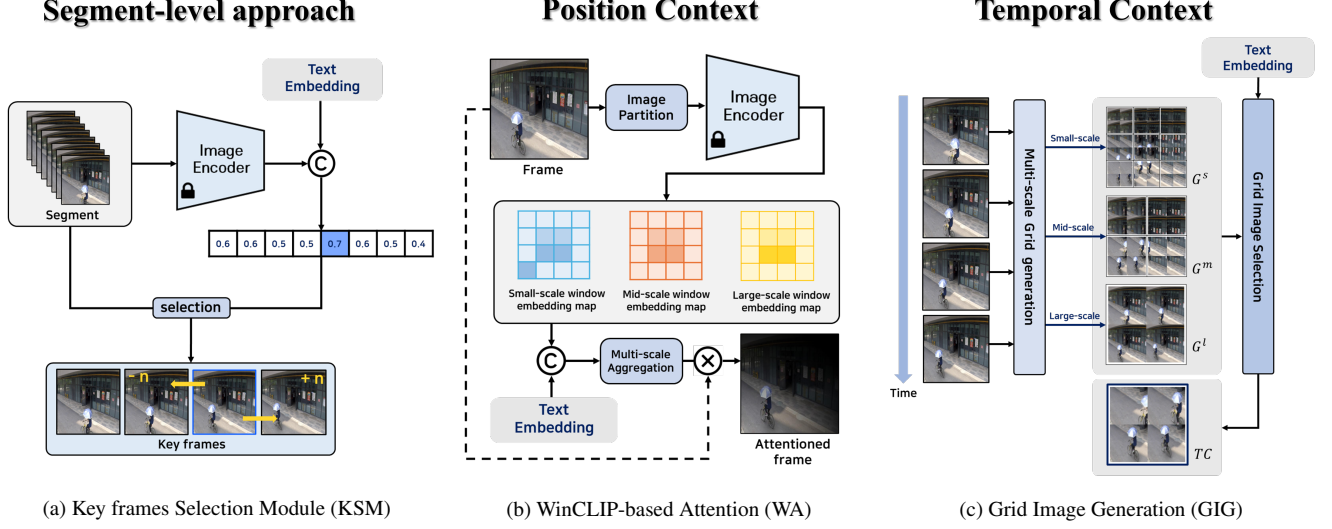 Segment-level approach
Text
Embedding
Image
Encoder
C
Segment
0.6 0.6 0.5 0.5 0.7 0.6 0.5 0.4
selection
- n
+ n
Key frames
(a) Key frames Selection Module (KSM)
Position Context
Frame
Image
Partition
Image
Encoder
Small-scale window
embedding map
Mid-scale window
embedding map
Large-scale window
embedding map
C
Multi-scale
Aggregation
×
Text
Embedding
Attentioned
frame
(b) WinCLIP-based Attention (WA)
Temporal Context
Text
Embedding
Time
Multi-scale Grid generation
Small-scale
Mid-scale
Large-scale
G^s
G^m
G^l
Grid Image Selection
TC
(c) Grid Image Generation (GIG)